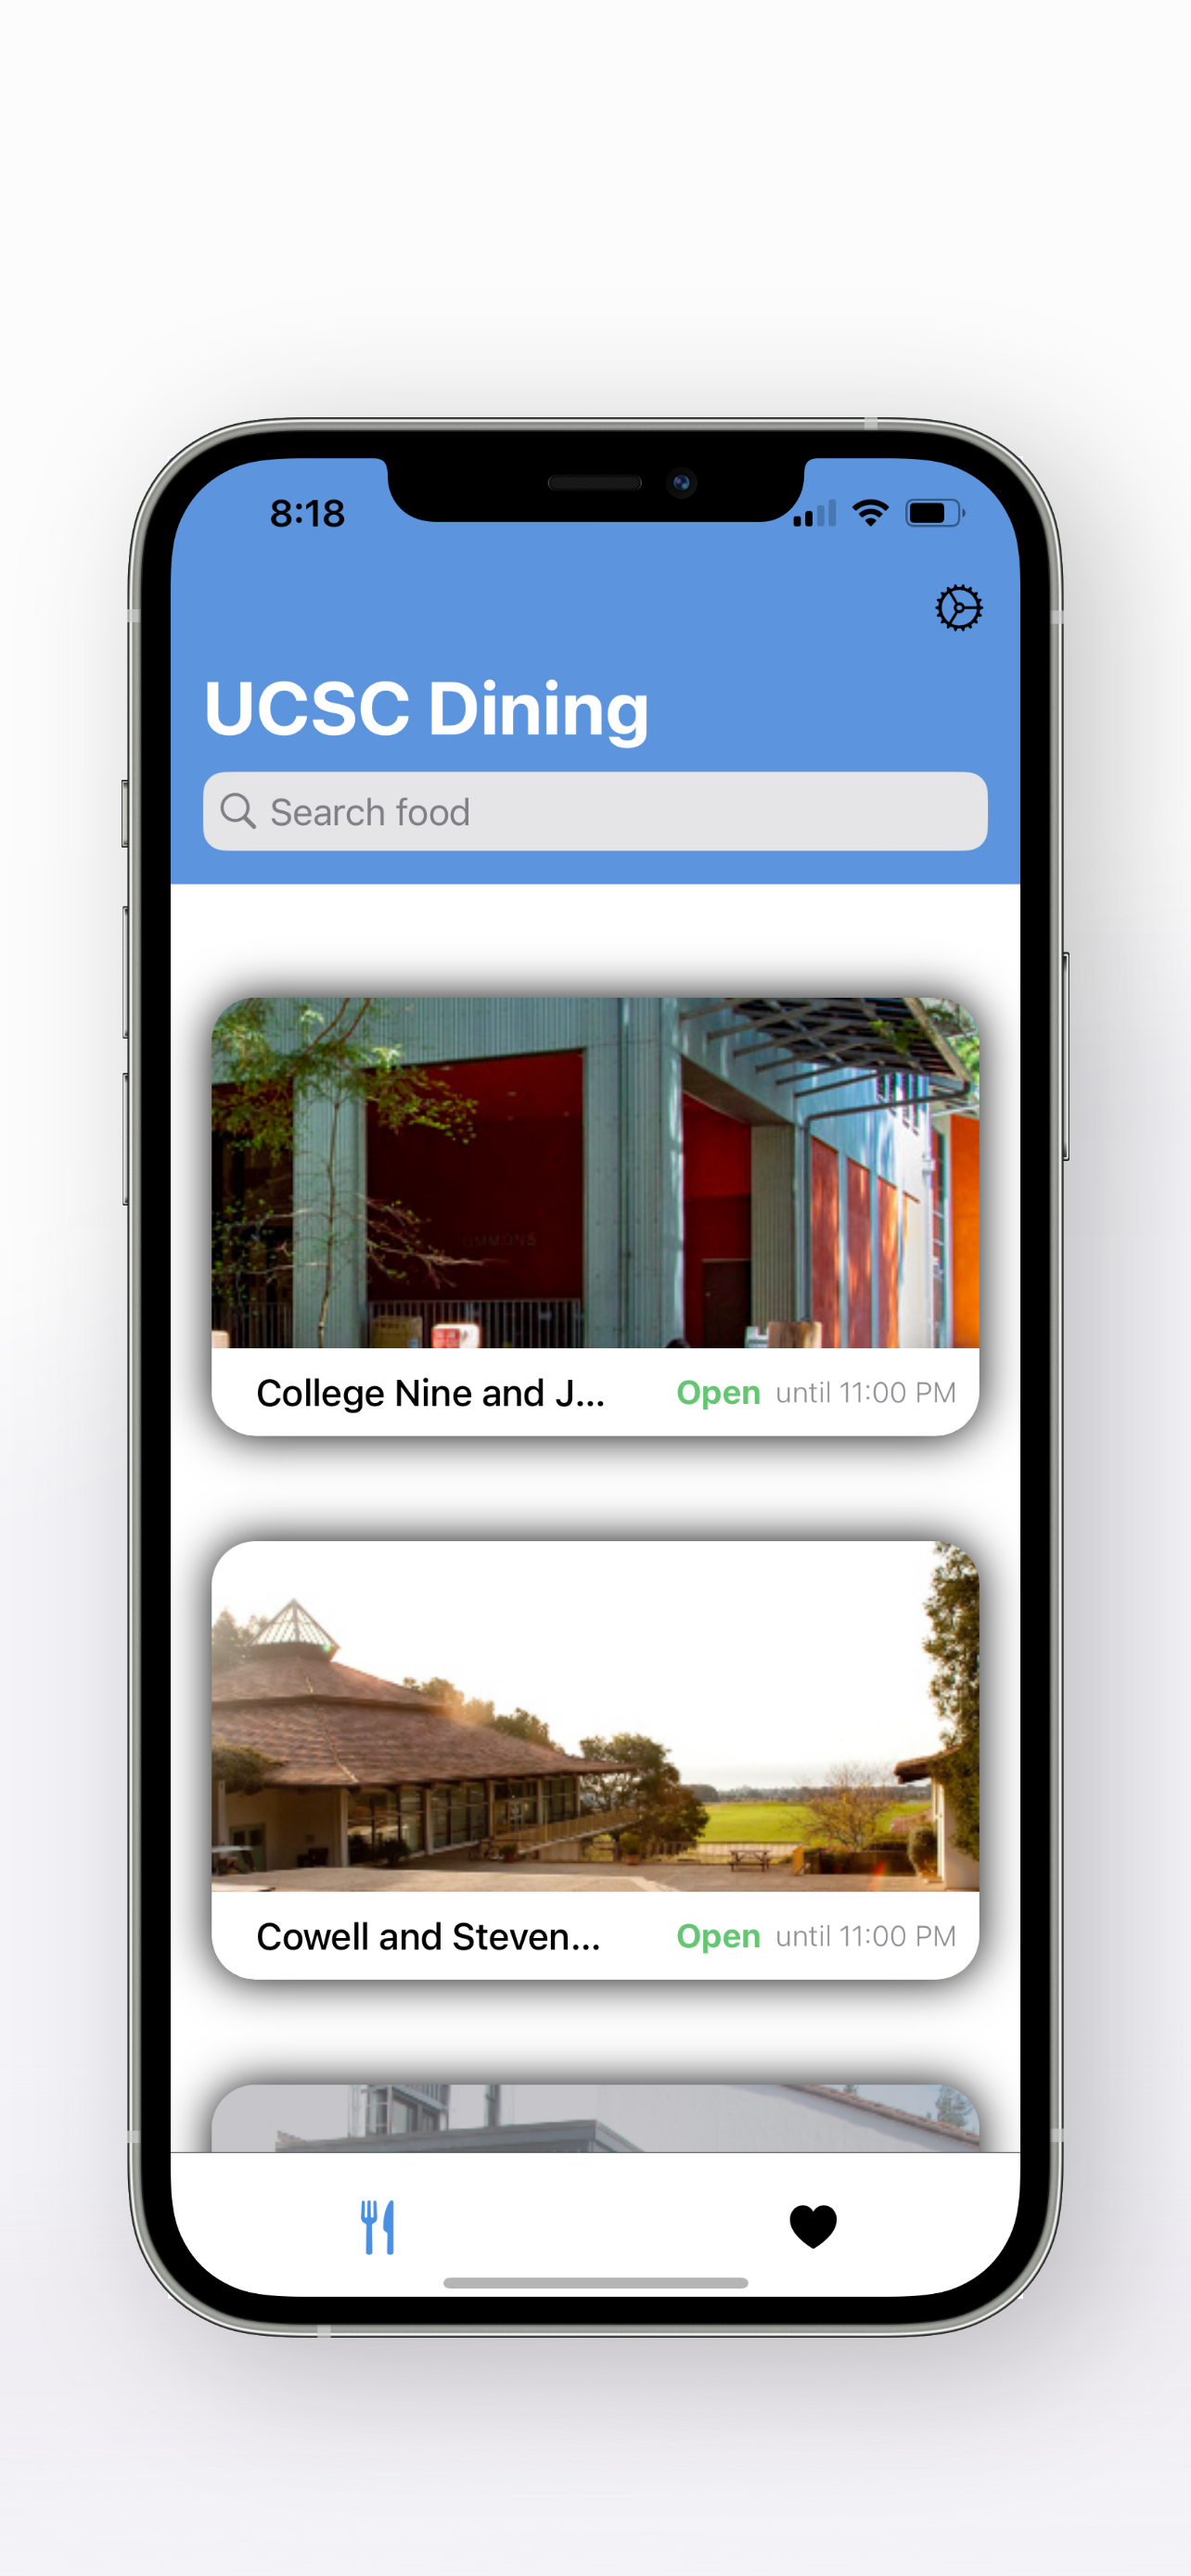 8:18
UCSC Dining
Search food
College Nine and J... Open until 11:00 PM
Cowell and Steven... Open until 11:00 PM